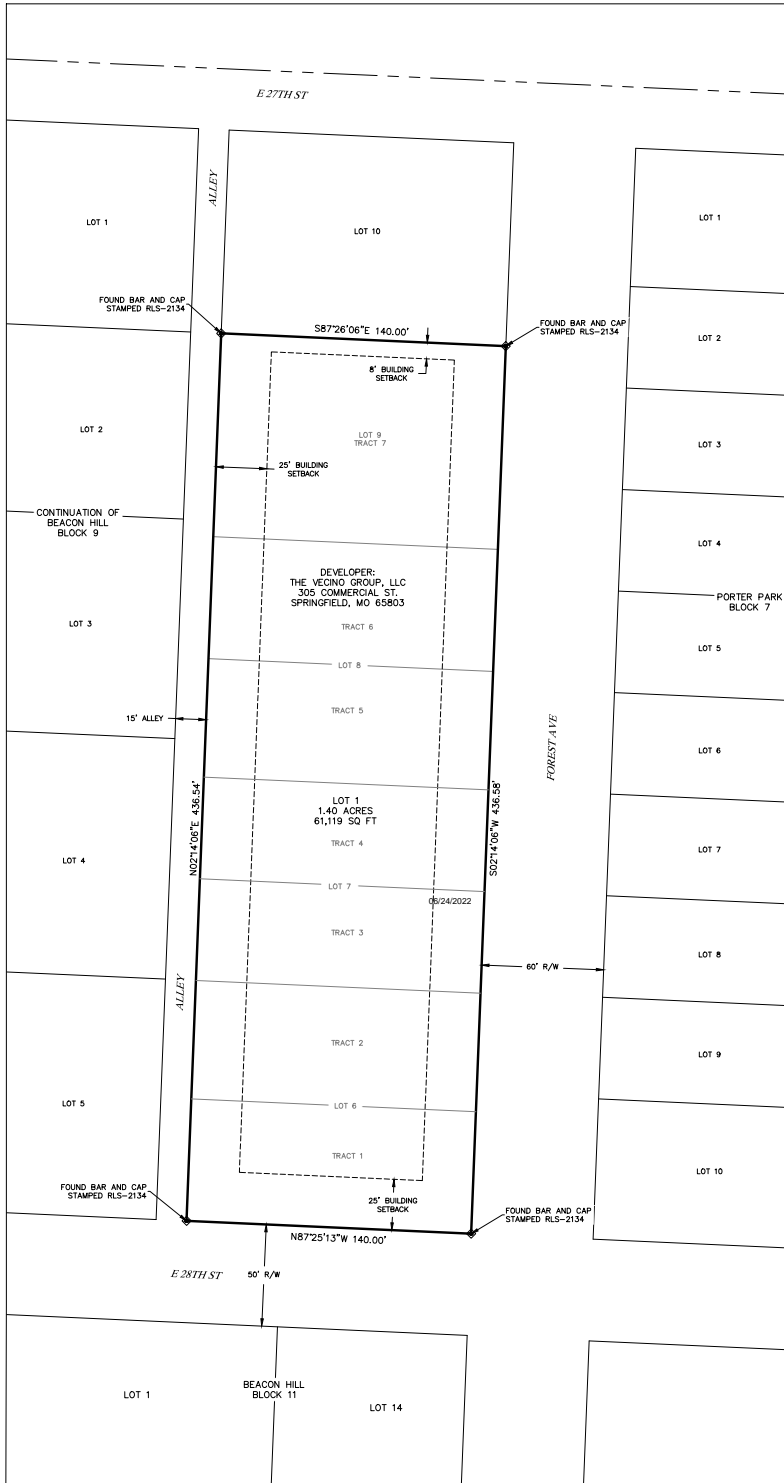 E 27TH ST
ALLEY
LOT 1
LOT 10
LOT 1
FOUND BAR AND CAP
STAMPED RLS-2134
S87°26'06"E 140.00'
FOUND BAR AND CAP
STAMPED RLS-2134
LOT 2
8' BUILDING
SETBACK
LOT 2
LOT 9
TRACT 7
LOT 3
25' BUILDING
SETBACK
CONTINUATION OF
BEACON HILL
BLOCK 9
LOT 4
DEVELOPER:
THE VECINO GROUP, LLC
305 COMMERCIAL ST.
SPRINGFIELD, MO 65803
PORTER PARK
BLOCK 7
LOT 3
TRACT 6
LOT 5
LOT 8
TRACT 5
15' ALLEY
FOREST AVE
LOT 6
N02°14'06"E 436.54'
LOT 1
1.40 ACRES
61,119 SQ FT
S02°14'06"W 436.58'
TRACT 4
LOT 4
LOT 7
LOT 7
06/24/2022
TRACT 3
LOT 8
60' R/W
ALLEY
TRACT 2
LOT 9
LOT 5
LOT 6
TRACT 1
LOT 10
FOUND BAR AND CAP
STAMPED RLS-2134
25' BUILDING
SETBACK
FOUND BAR AND CAP
STAMPED RLS-2134
N87°25'13"W 140.00'
E 28TH ST
50' R/W
BEACON HILL
BLOCK 11
LOT 1
LOT 14